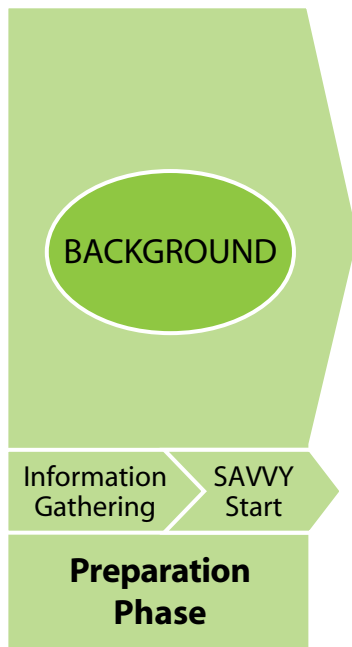 BACKGROUND
Information
Gathering
SAVVY
Start
Preparation
Phase